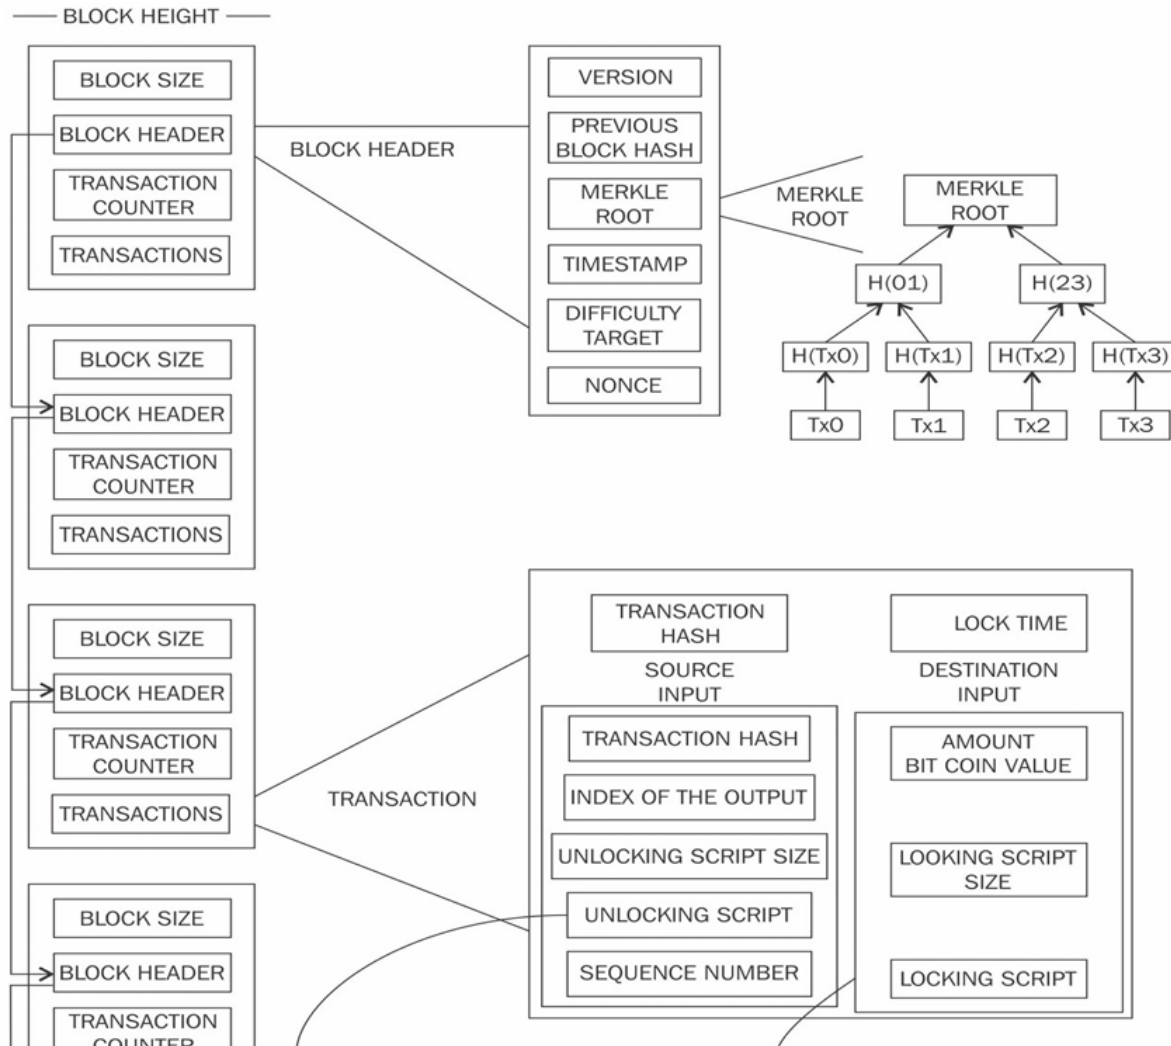 BLOCK HEIGHT
BLOCK SIZE
BLOCK HEADER
TRANSACTION
COUNTER
TRANSACTIONS
BLOCK HEADER
VERSION
PREVIOUS
BLOCK HASH
MERKLE
ROOT
TIMESTAMP
DIFFICULTY
TARGET
NONCE
MERKLE
ROOT
MERKLE
ROOT
H(01)
H(23)
H(Tx0)
H(Tx1)
H(Tx2)
H(Tx3)
Tx0
Tx1
Tx2
Tx3
BLOCK SIZE
BLOCK HEADER
TRANSACTION
COUNTER
TRANSACTIONS
BLOCK SIZE
BLOCK HEADER
TRANSACTION
COUNTER
TRANSACTIONS
TRANSACTION
TRANSACTION
HASH
LOCK TIME
SOURCE
INPUT
DESTINATION
INPUT
TRANSACTION HASH
INDEX OF THE OUTPUT
UNLOCKING SCRIPT SIZE
UNLOCKING SCRIPT
SEQUENCE NUMBER
AMOUNT
BIT COIN VALUE
LOOKING SCRIPT
SIZE
LOCKING SCRIPT
BLOCK SIZE
BLOCK HEADER
TRANSACTION
COUNTER